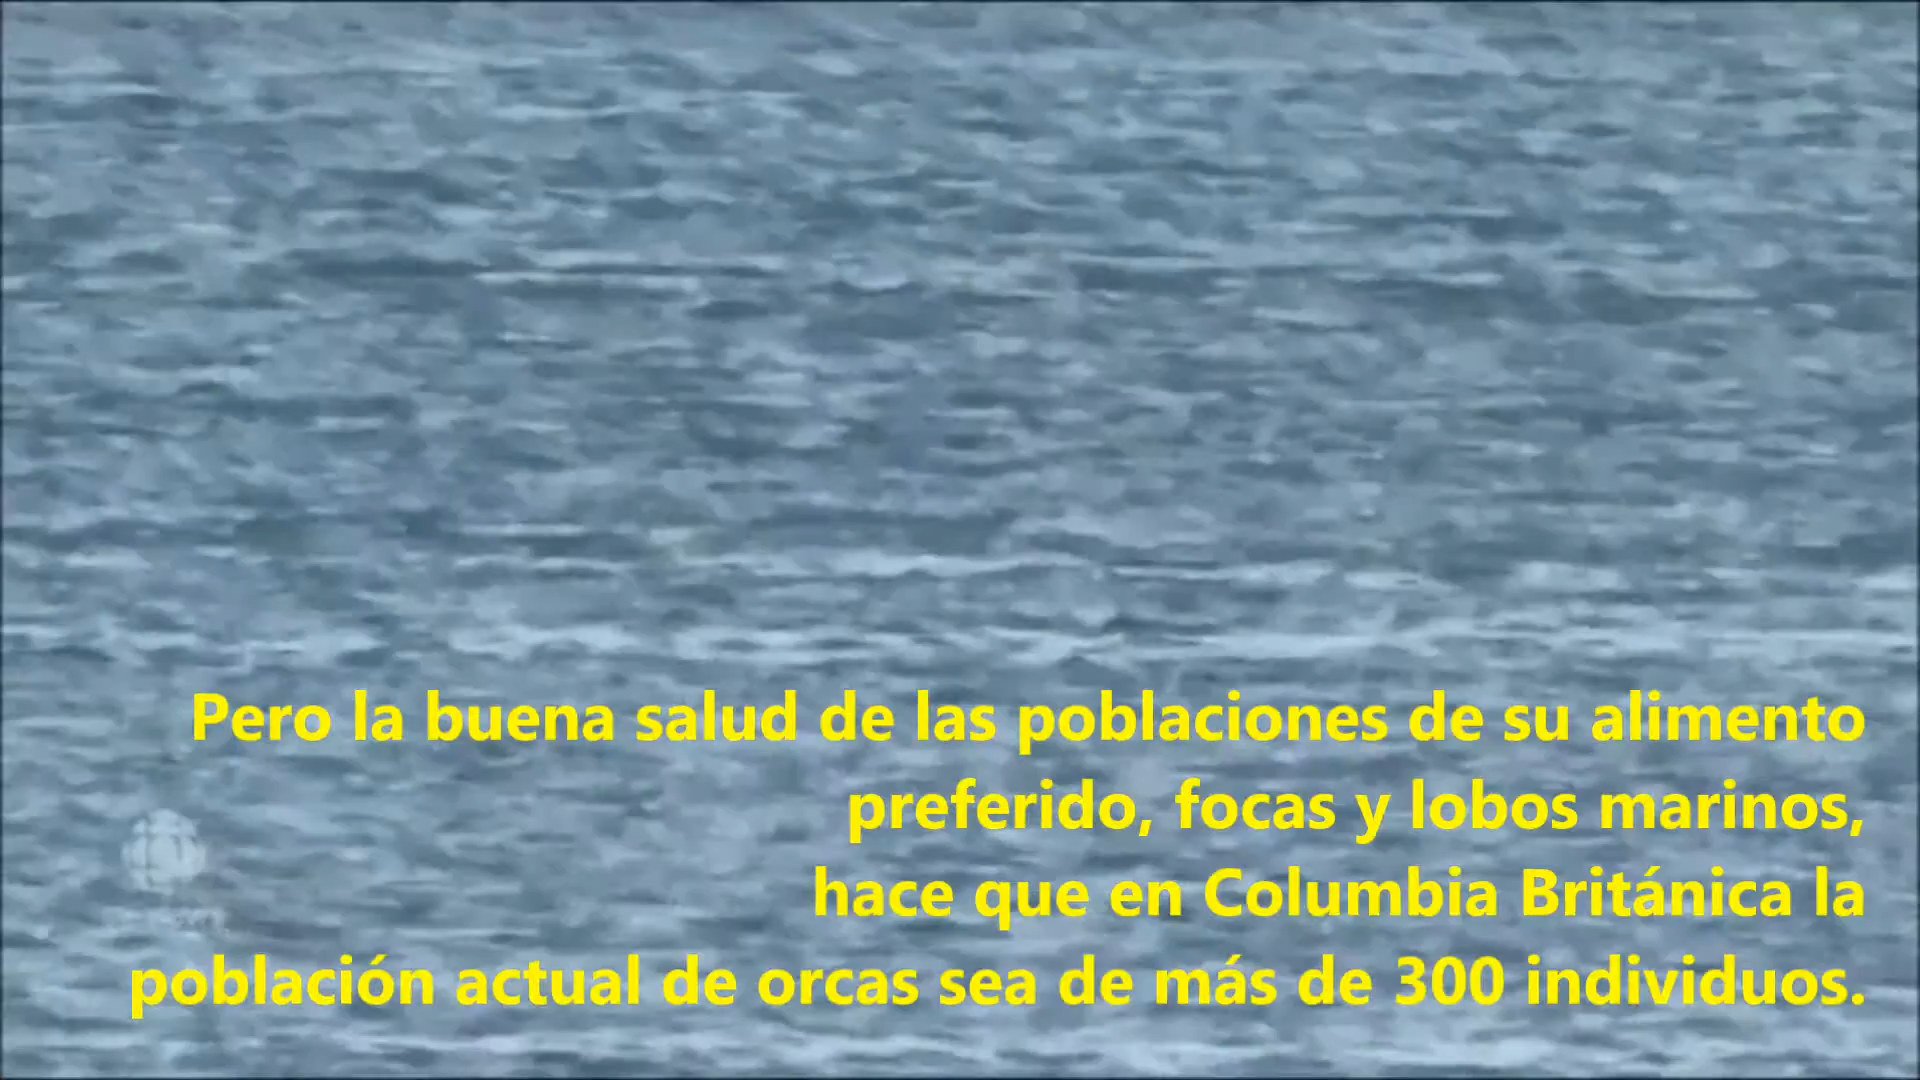 Pero la buena salud de las poblaciones de su alimento
preferido, focas y lobos marinos,
hace que en Columbia Británica la
población actual de orcas sea de más de 300 individuos.